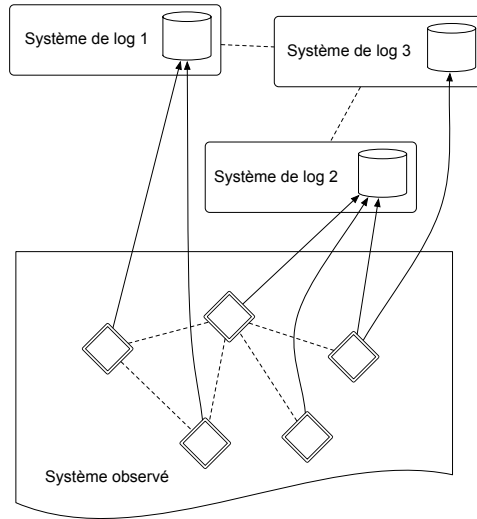 Système de log 1
Système de log 3
Système de log 2
Système observé